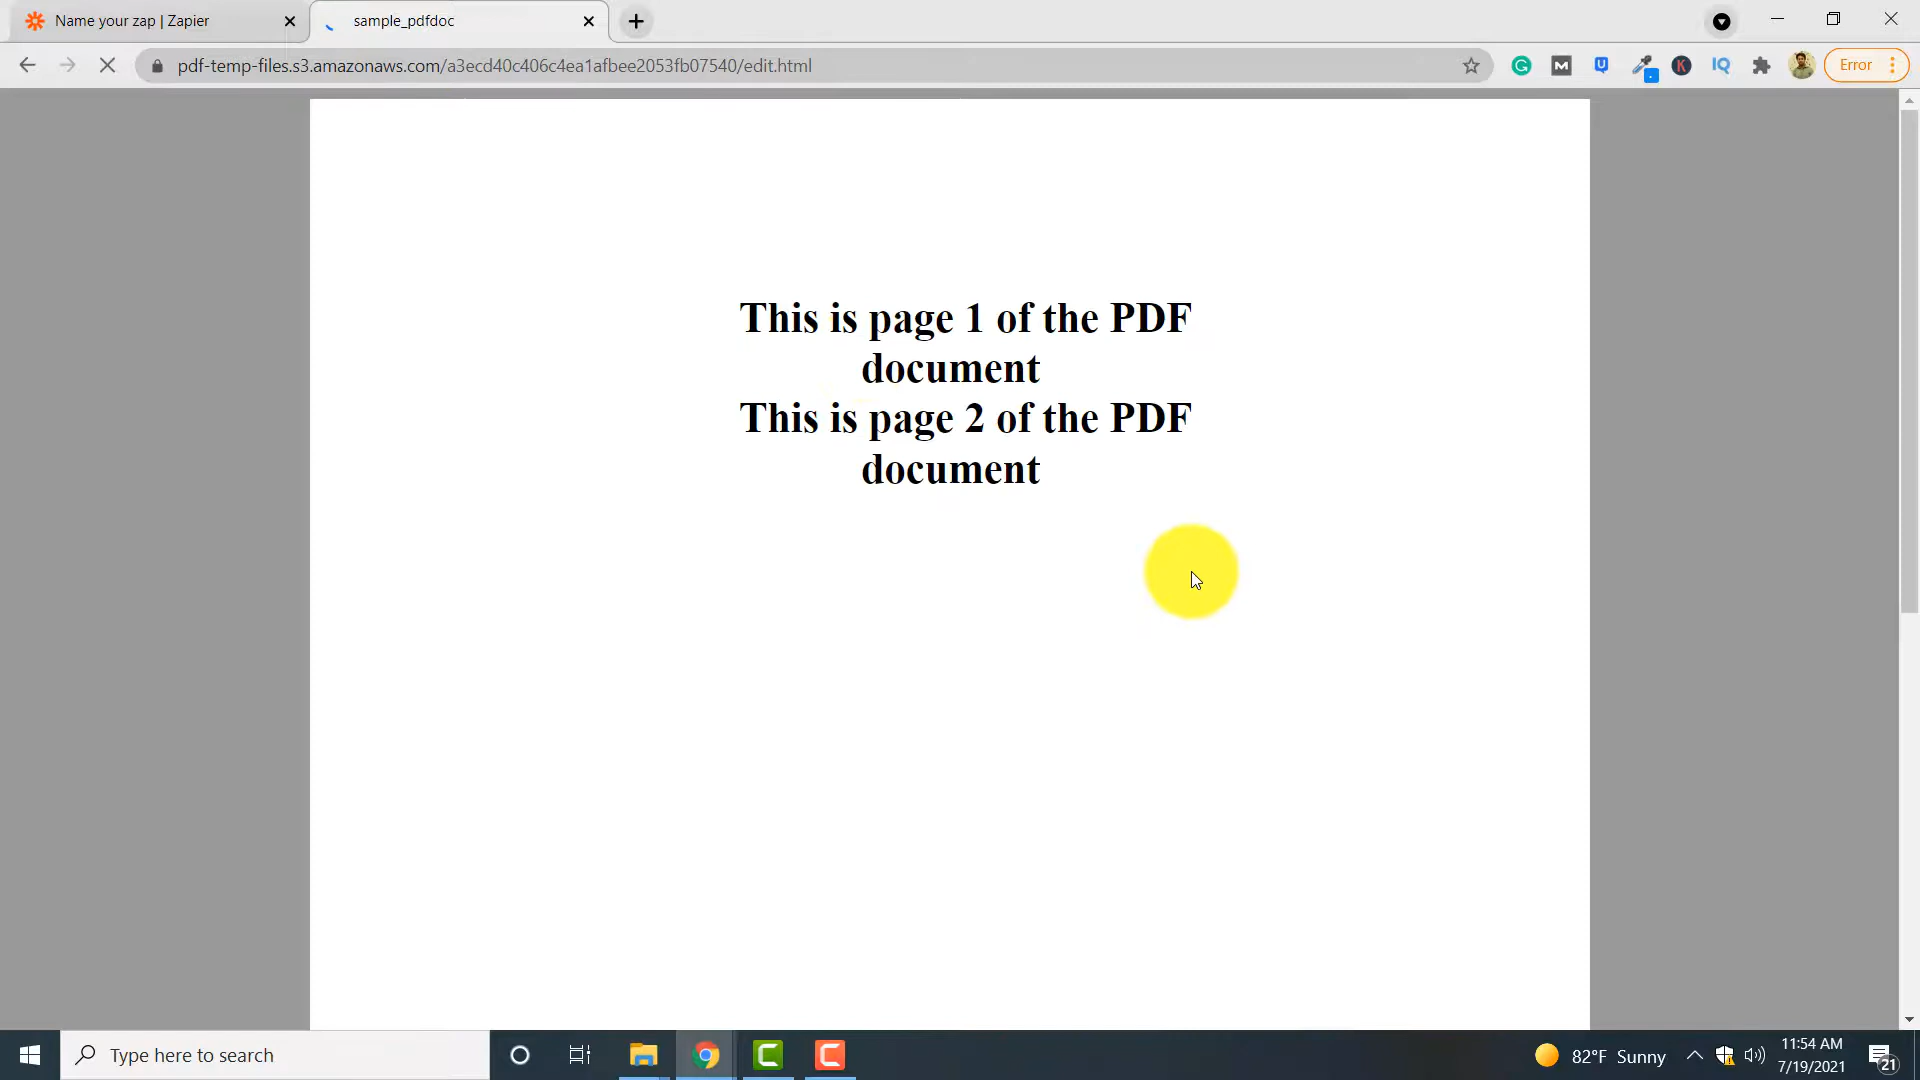 Name your zap | Zapier
sample_pdfdoc
pdf-temp-files.s3.amazonaws.com/a3ecd40c406c4ea1afbee2053fb07540/edit.html
Error
This is page 1 of the PDF
document
This is page 2 of the PDF
document
Type here to search
82°F Sunny
11:54 AM
7/19/2021
21